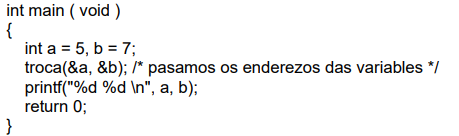 int main ( void )
{
int a = 5, b = 7;
troca(&a, &b); /* pasamos os enderezos das variables */
printf("%d %d \n", a, b);
return 0;
}